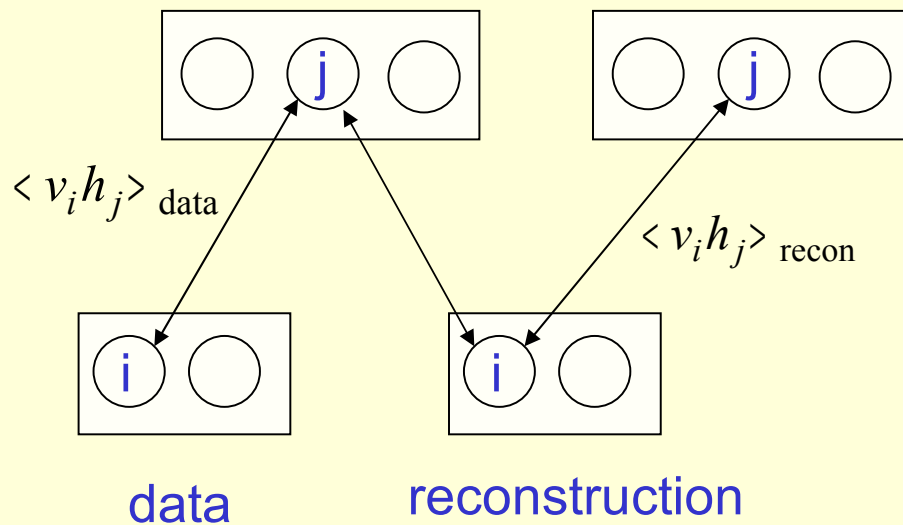 j j
< v_i h_j > data
< v_i h_j > recon
i i
data reconstruction